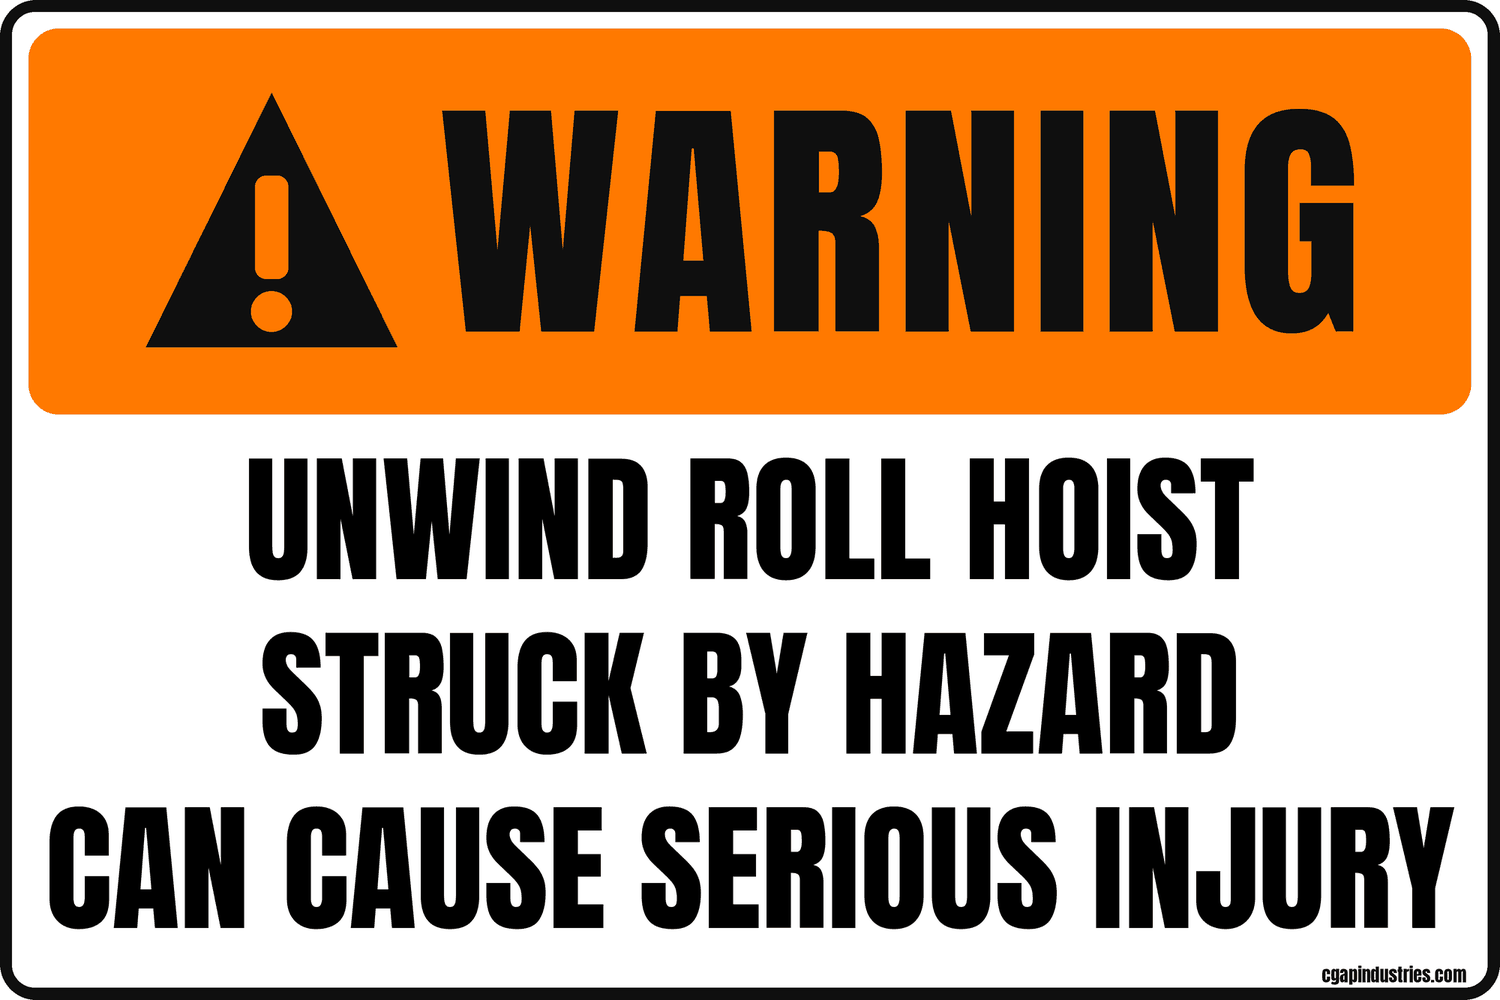 WARNING
UNWIND ROLL HOIST
STRUCK BY HAZARD
CAN CAUSE SERIOUS INJURY
cgapindustries.com